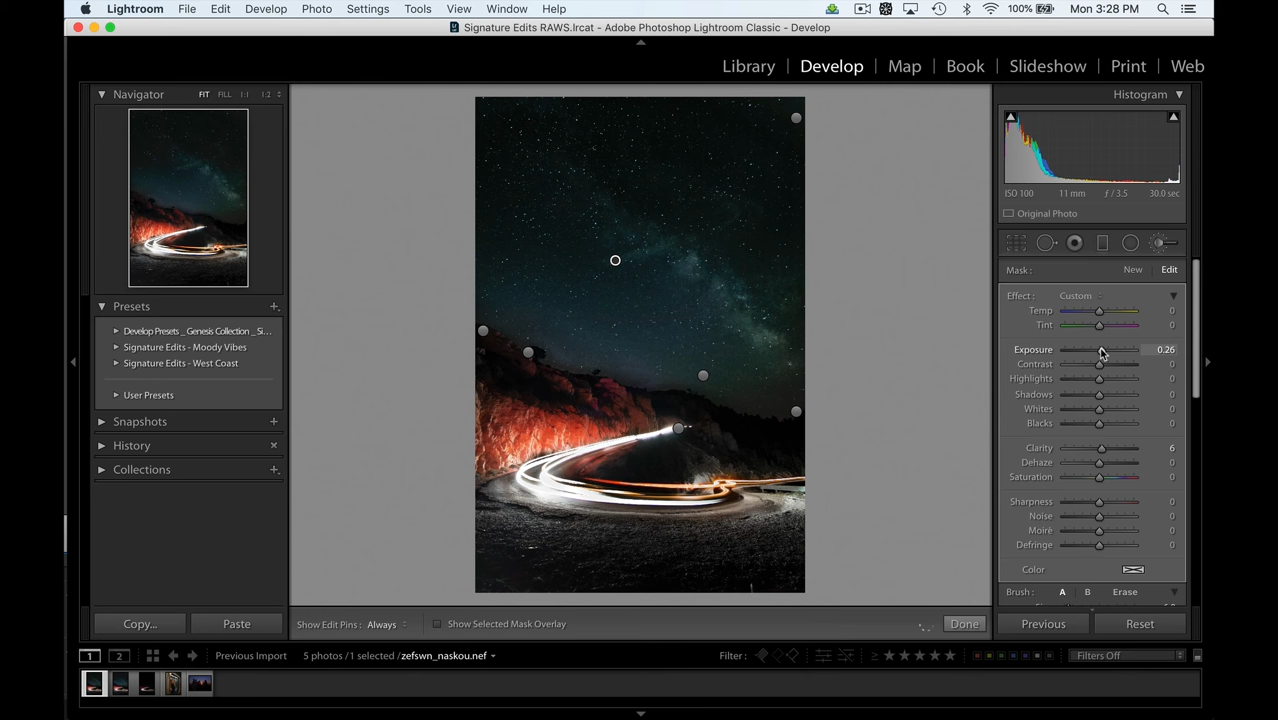 Lightroom File Edit Develop Photo Settings Tools View Window Help 100% Mon 3:28 PM
Signature Edits RAWS.lrcat - Adobe Photoshop Lightroom Classic - Develop
Library | Develop | Map | Book | Slideshow | Print | Web
Navigator FIT FILL 1:1 1:2
Histogram
ISO 100 11 mm ƒ / 3.5 30.0 sec
Original Photo
Mask : New Edit
Effect : Custom
Temp 0
Tint 0
Exposure 0.26
Contrast 0
Highlights 0
Shadows 0
Whites 0
Blacks 0
Clarity 6
Dehaze 0
Saturation 0
Sharpness 0
Noise 0
Moiré 0
Defringe 0
Color
Brush : A B Erase
Presets +
Develop Presets _ Genesis Collection _ Si...
Signature Edits - Moody Vibes
Signature Edits - West Coast
User Presets
Snapshots +
History ×
Collections +
Copy... Paste
Show Edit Pins : Always Show Selected Mask Overlay Done
Previous Reset
1 2 Previous Import 5 photos /1 selected /zefswn_naskou.nef Filter : ≥ ★★★★★ Filters Off